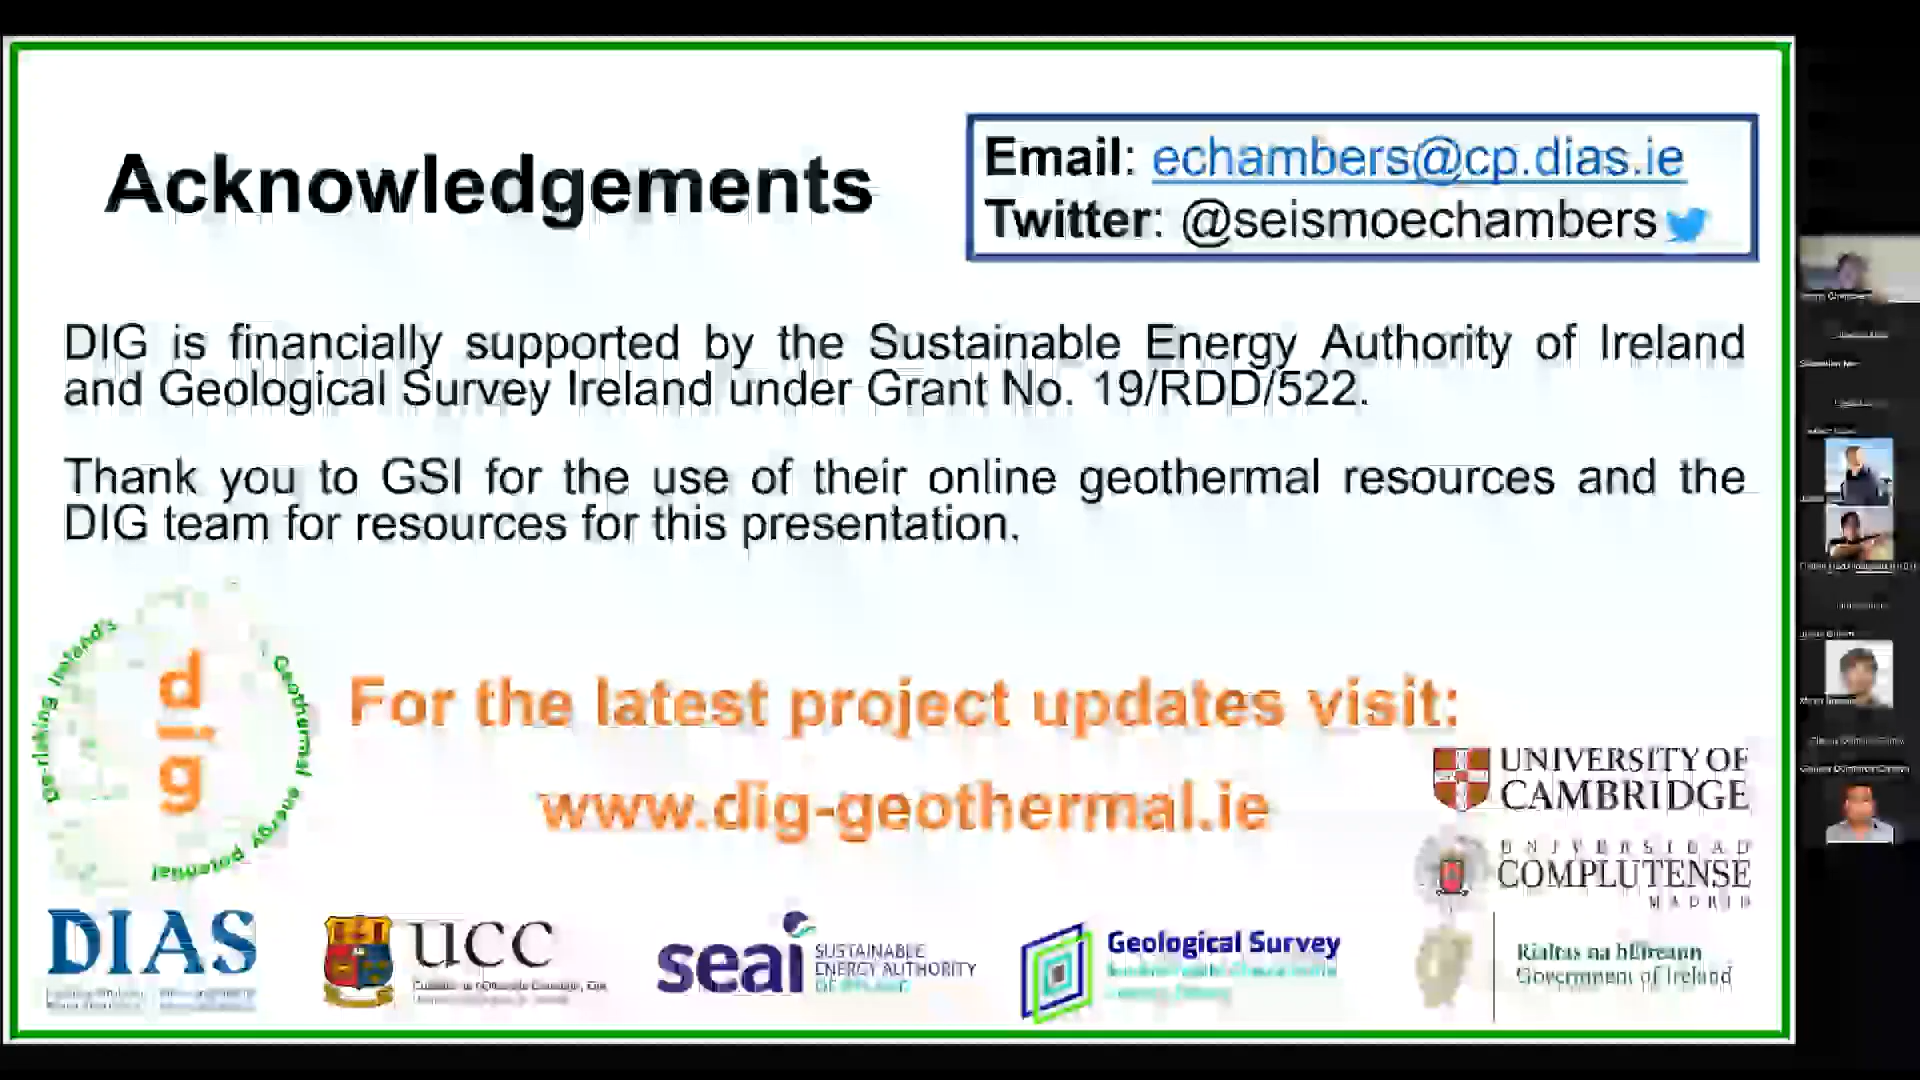 Acknowledgements
Email: echambers@cp.dias.ie
Twitter: @seismoechambers
DIG is financially supported by the Sustainable Energy Authority of Ireland
and Geological Survey Ireland under Grant No. 19/RDD/522.
Thank you to GSI for the use of their online geothermal resources and the
DIG team for resources for this presentation.
De-risking Ireland's Geothermal energy potential
dig
For the latest project updates visit:
www.dig-geothermal.ie
UNIVERSITY OF
CAMBRIDGE
UNIVERSIDAD
COMPLUTENSE
MADRID
DIAS
UCC
seai
SUSTAINABLE
ENERGY AUTHORITY
OF IRELAND
Geological Survey
Rialtas na hÉireann
Government of Ireland